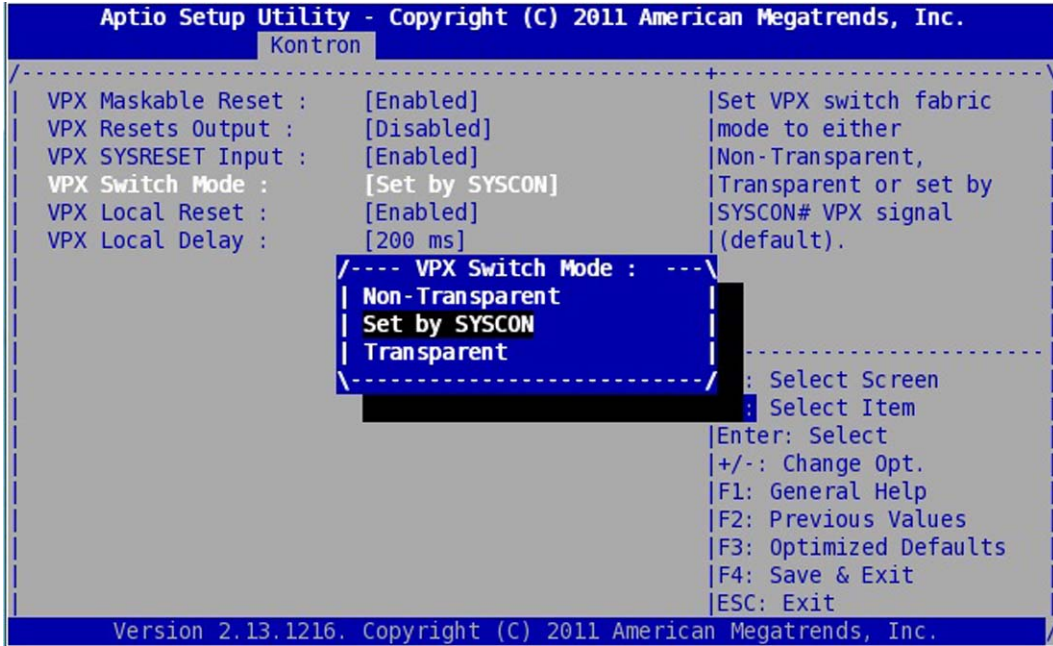 Aptio Setup Utility - Copyright (C) 2011 American Megatrends, Inc.
Kontron
VPX Maskable Reset : [Enabled]
VPX Resets Output : [Disabled]
VPX SYSRESET Input : [Enabled]
VPX Switch Mode : [Set by SYSCON]
VPX Local Reset : [Enabled]
VPX Local Delay : [200 ms]
Set VPX switch fabric
mode to either
Non-Transparent,
Transparent or set by
SYSCON# VPX signal
(default).
VPX Switch Mode :
Non-Transparent
Set by SYSCON
Transparent
: Select Screen
: Select Item
Enter: Select
+/-: Change Opt.
F1: General Help
F2: Previous Values
F3: Optimized Defaults
F4: Save & Exit
ESC: Exit
Version 2.13.1216. Copyright (C) 2011 American Megatrends, Inc.